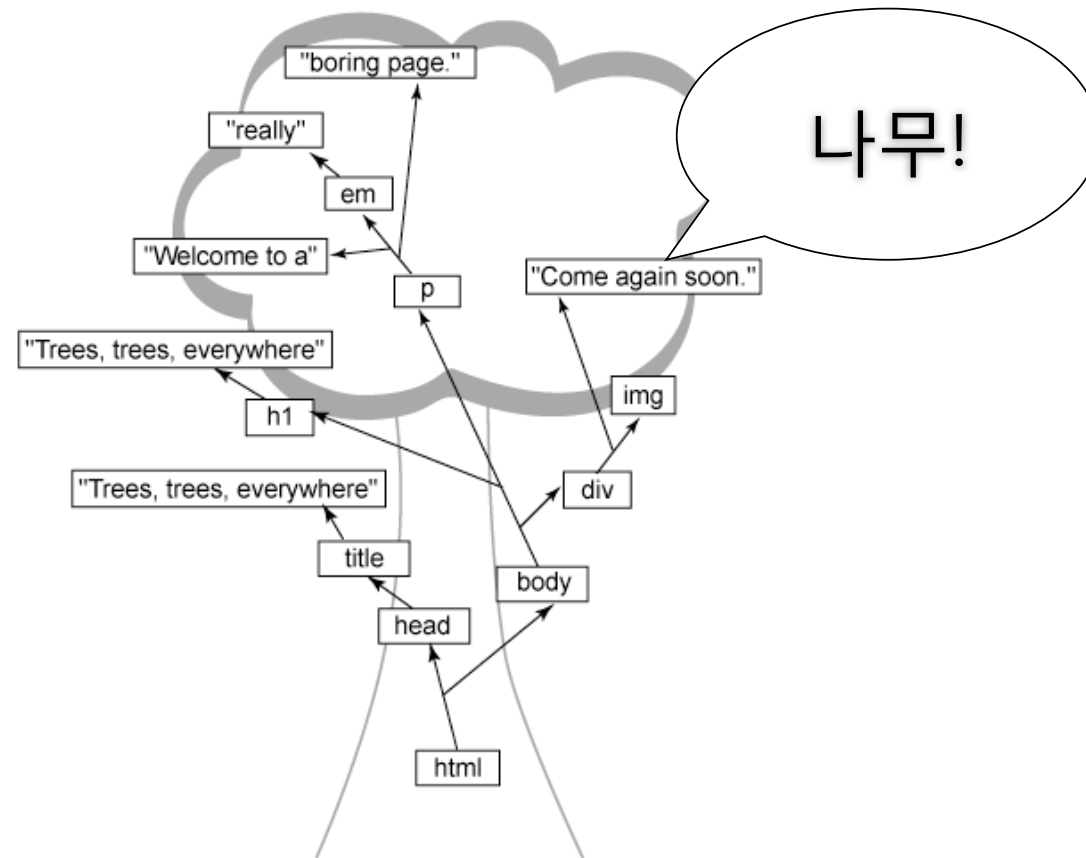 "boring page."
나무!
"really"
em
"Welcome to a"
"Come again soon."
p
"Trees, trees, everywhere"
img
h1
"Trees, trees, everywhere"
div
title
body
head
html